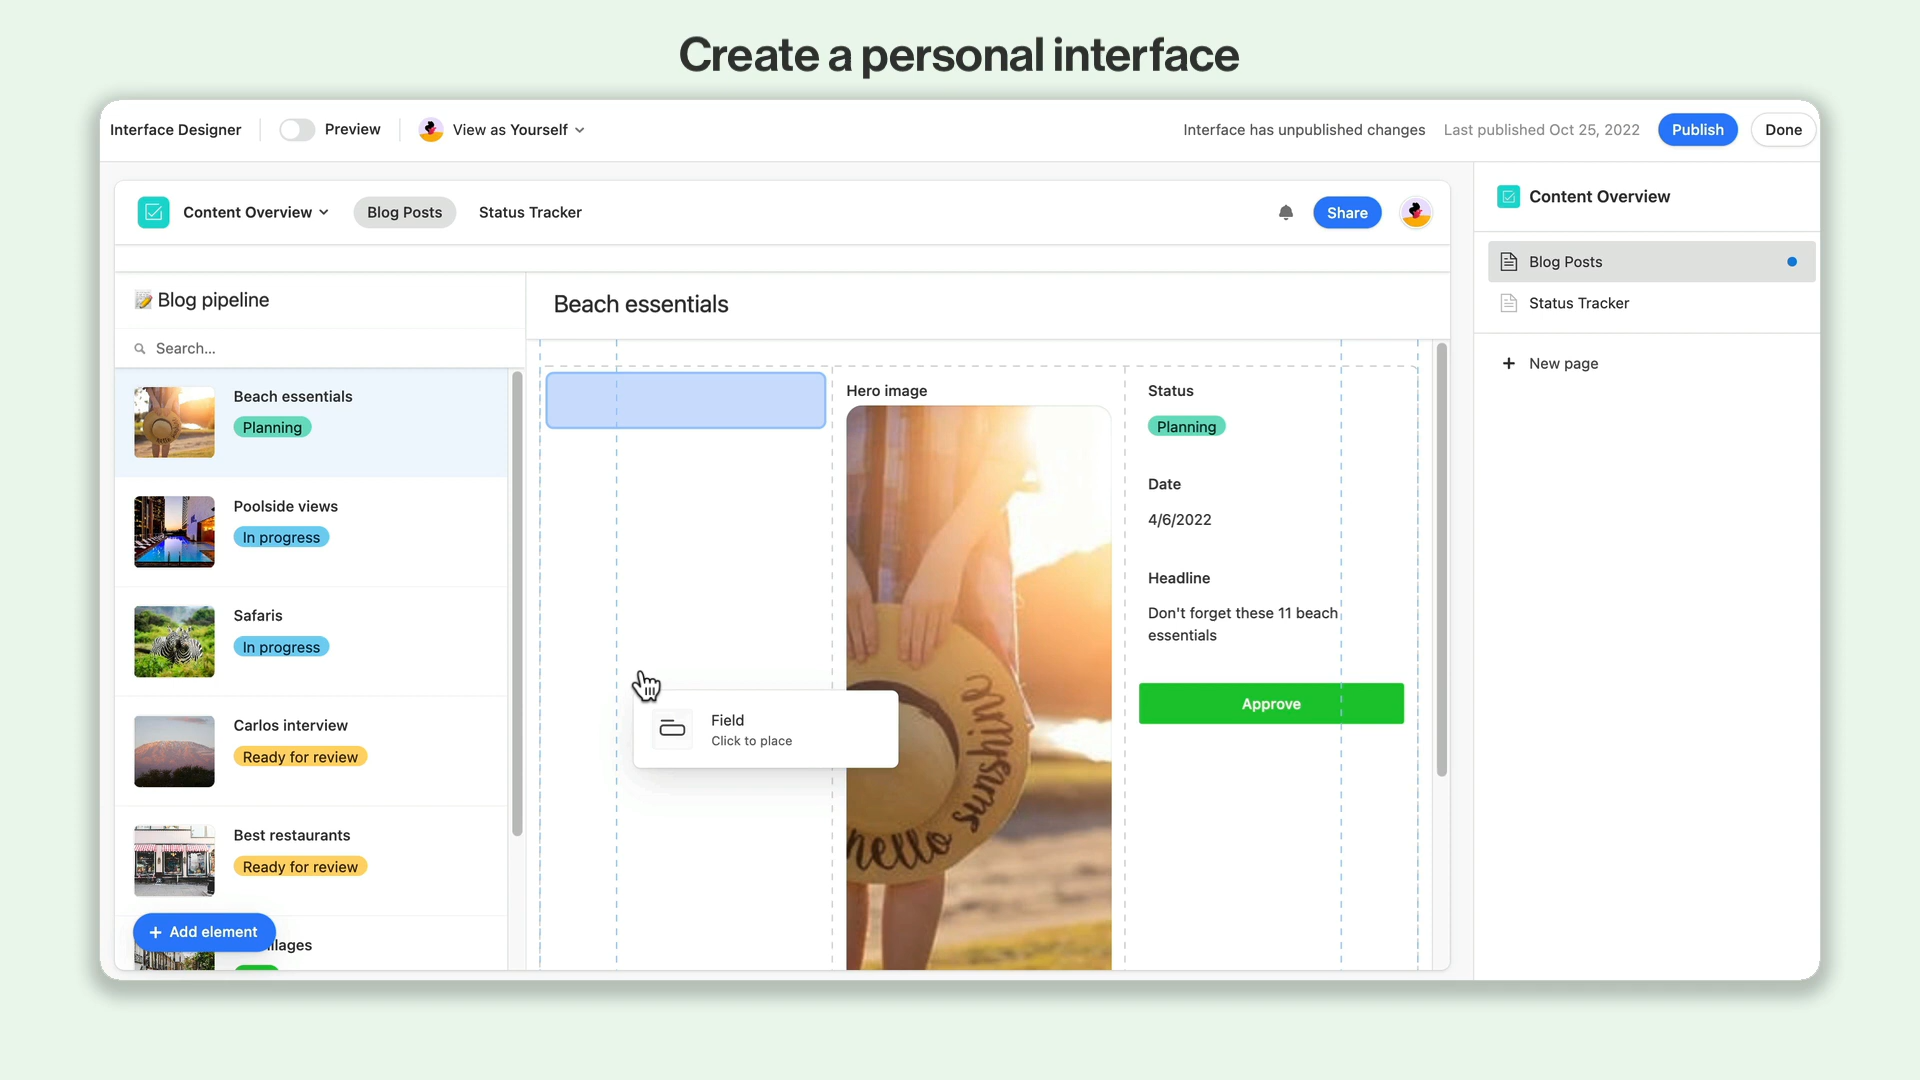 Create a personal interface
Interface Designer
Preview
View as Yourself
Interface has unpublished changes
Last published Oct 25, 2022
Publish
Done
Content Overview
Blog Posts
Status Tracker
Share
Content Overview
Blog Posts
Status Tracker
New page
Blog pipeline
Search...
Beach essentials
Planning
Poolside views
In progress
Safaris
In progress
Carlos interview
Ready for review
Best restaurants
Ready for review
Add element
llages
Beach essentials
Hero image
hello sunshine
Field
Click to place
Status
Planning
Date
4/6/2022
Headline
Don't forget these 11 beach
essentials
Approve